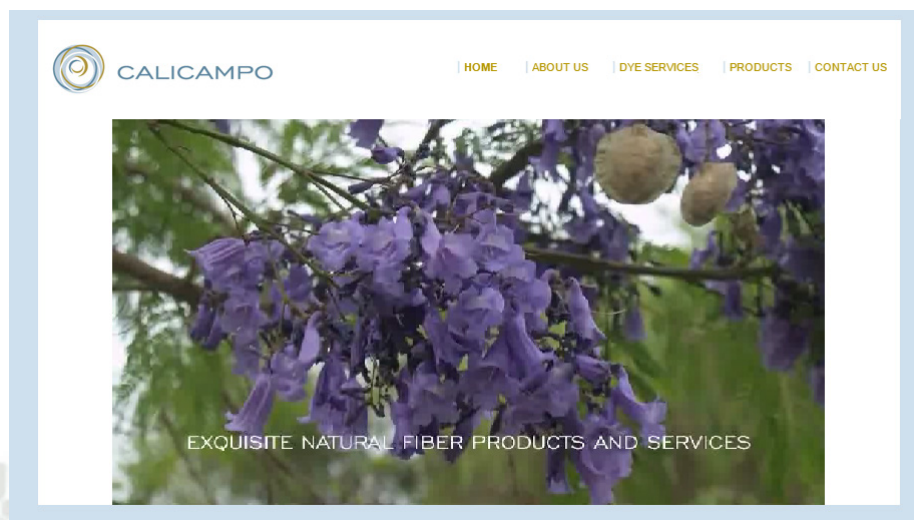 CALICAMPO
HOME ABOUT US DYE SERVICES PRODUCTS CONTACT US
EXQUISITE NATURAL FIBER PRODUCTS AND SERVICES